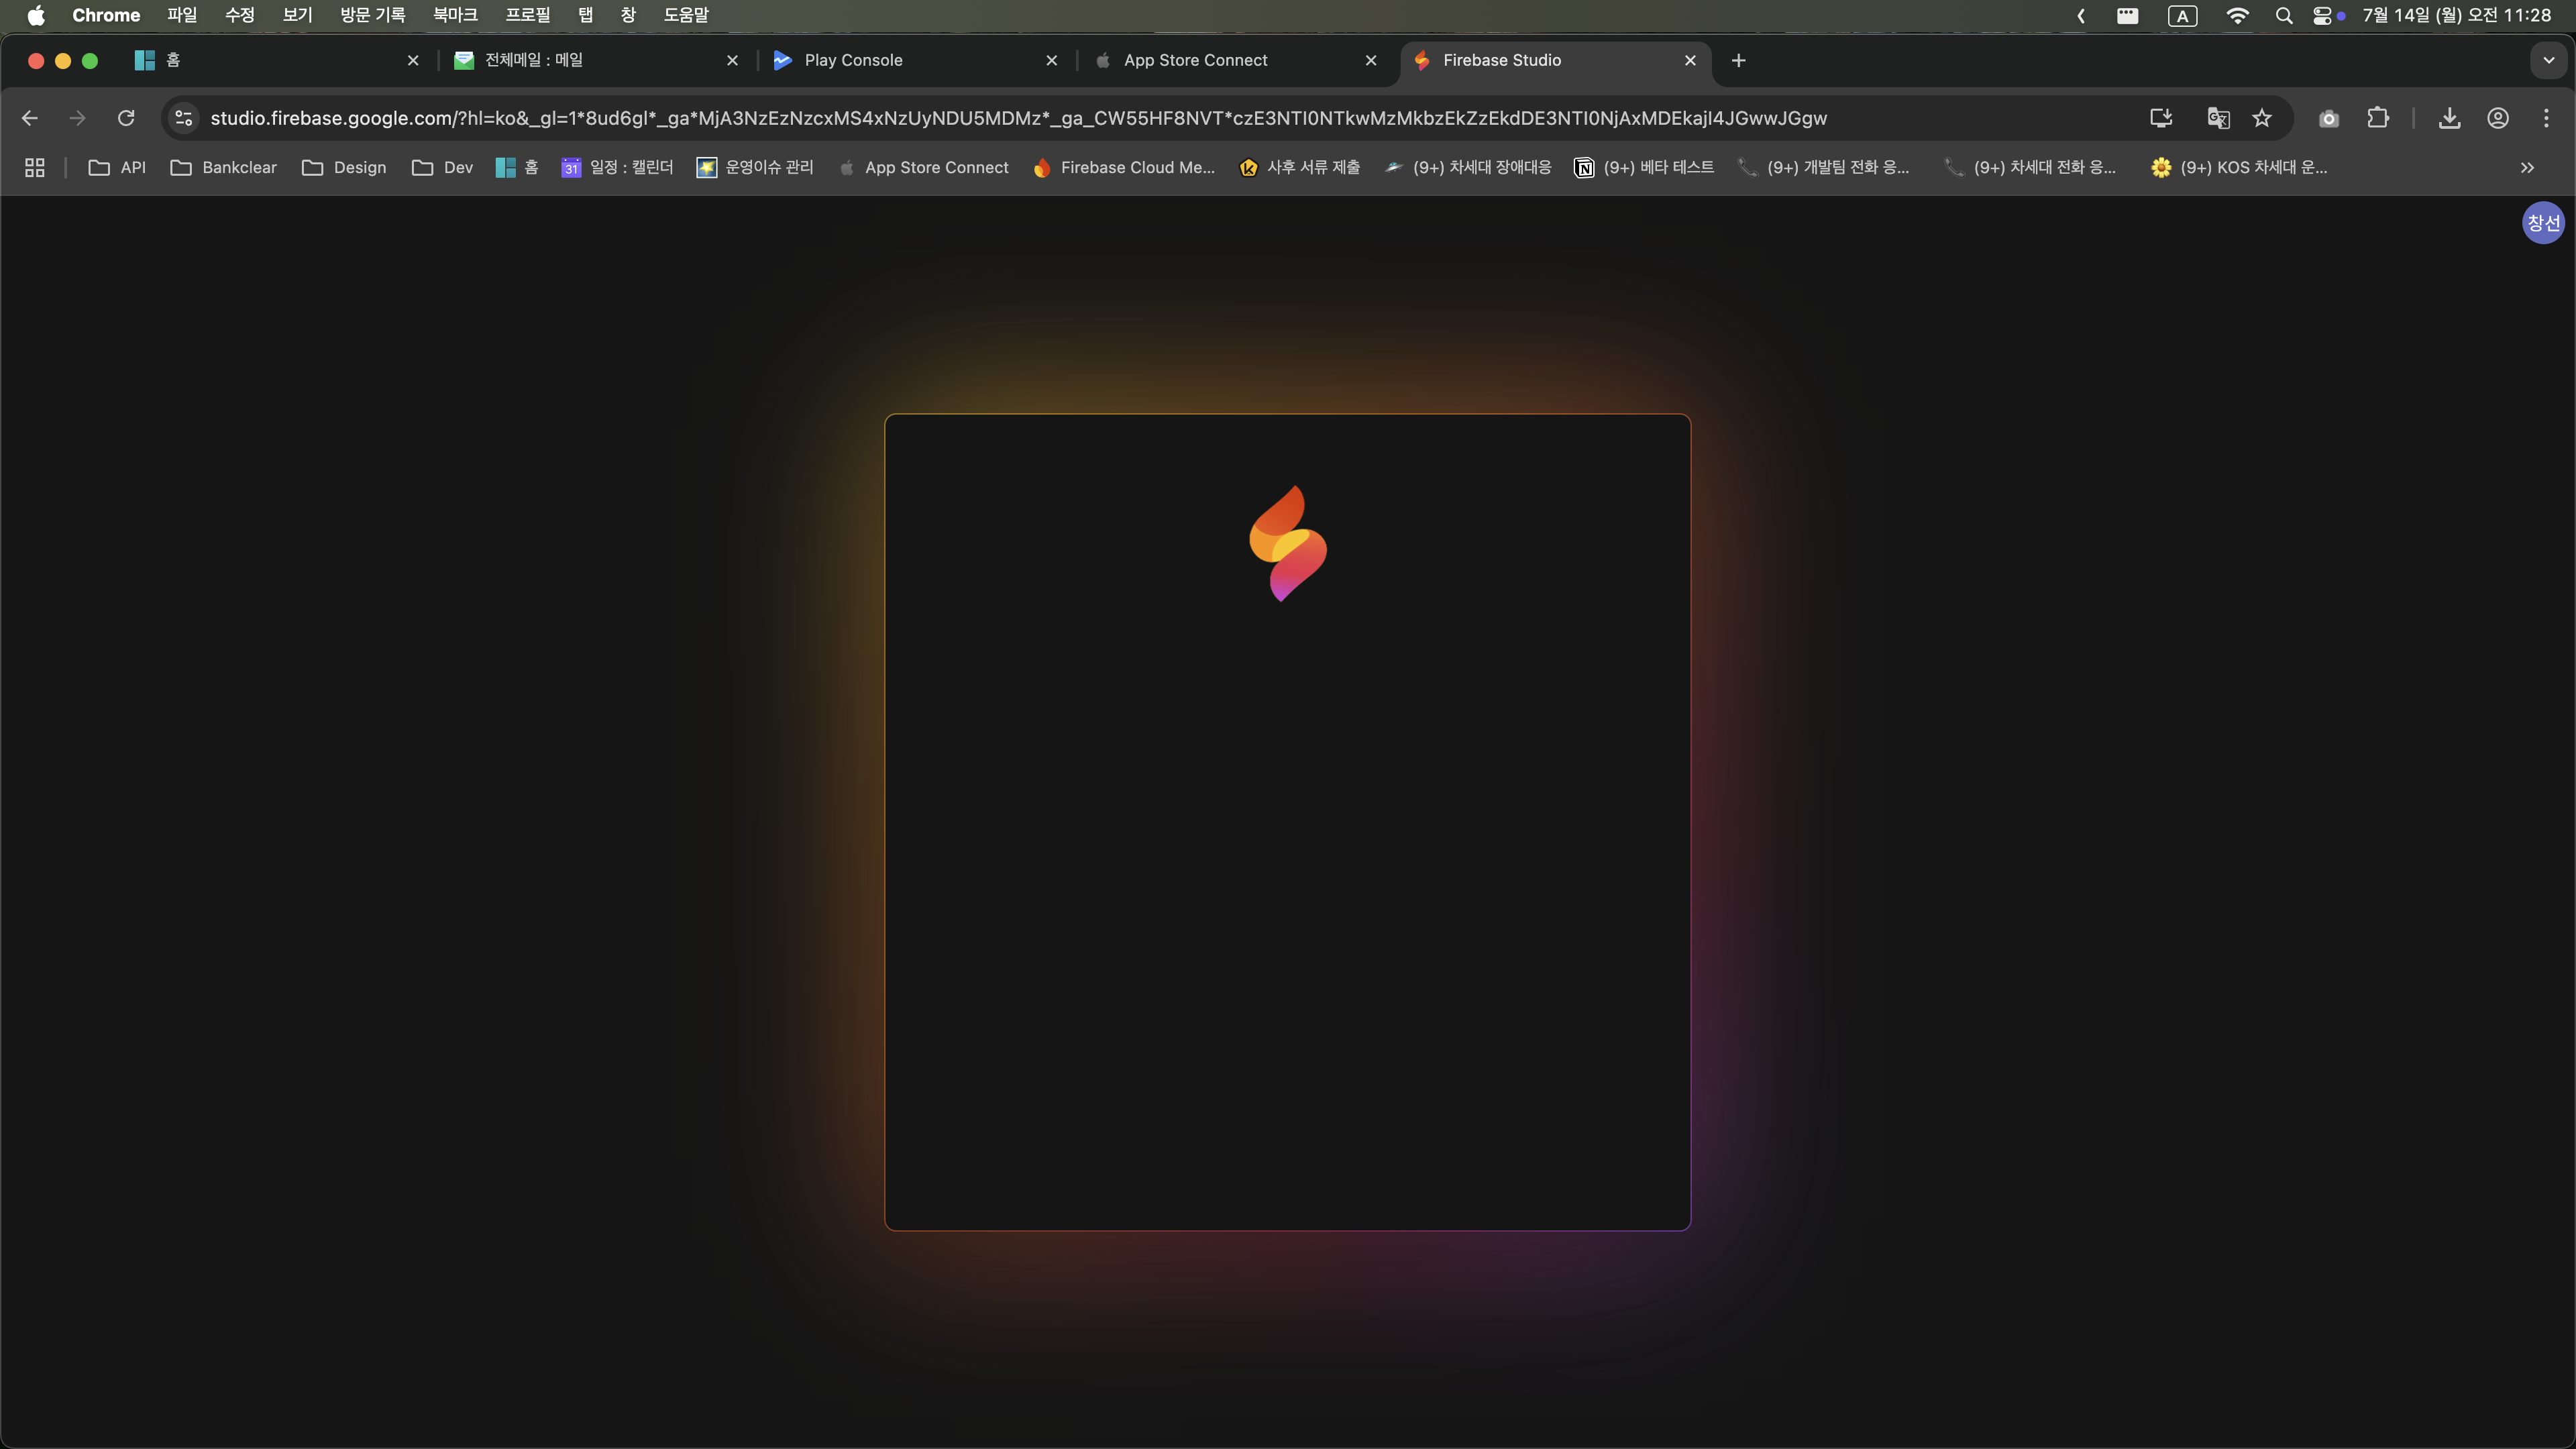 Chrome 파일 수정 보기 방문 기록 북마크 프로필 탭 창 도움말 A 7월 14일 (월) 오전 11:28
홈 전체메일 : 메일 Play Console App Store Connect Firebase Studio
studio.firebase.google.com/?hl=ko&_gl=1*8ud6gl*_ga*MjA3NzEzNzcxMS4xNzUyNDU5MDMz*_ga_CW55HF8NVT*czE3NTI0NTkwMzMkbzEkZzEkdDE3NTI0NjAxMDEkajI4JGwwJGgw
API Bankclear Design Dev 홈 31 일정 : 캘린더 운영이슈 관리 App Store Connect Firebase Cloud Me... 사후 서류 제출 (9+) 차세대 장애대응 (9+) 베타 테스트 (9+) 개발팀 전화 응... (9+) 차세대 전화 응... (9+) KOS 차세대 운...
창선